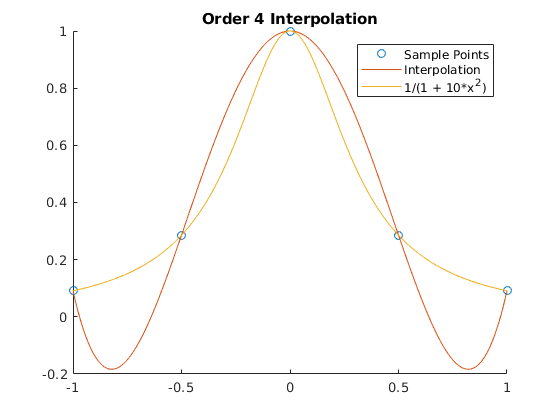 Order 4 Interpolation
Sample Points
Interpolation
1/(1 + 10*x²)
1
0.8
0.6
0.4
0.2
0
-0.2
-1 -0.5 0 0.5 1